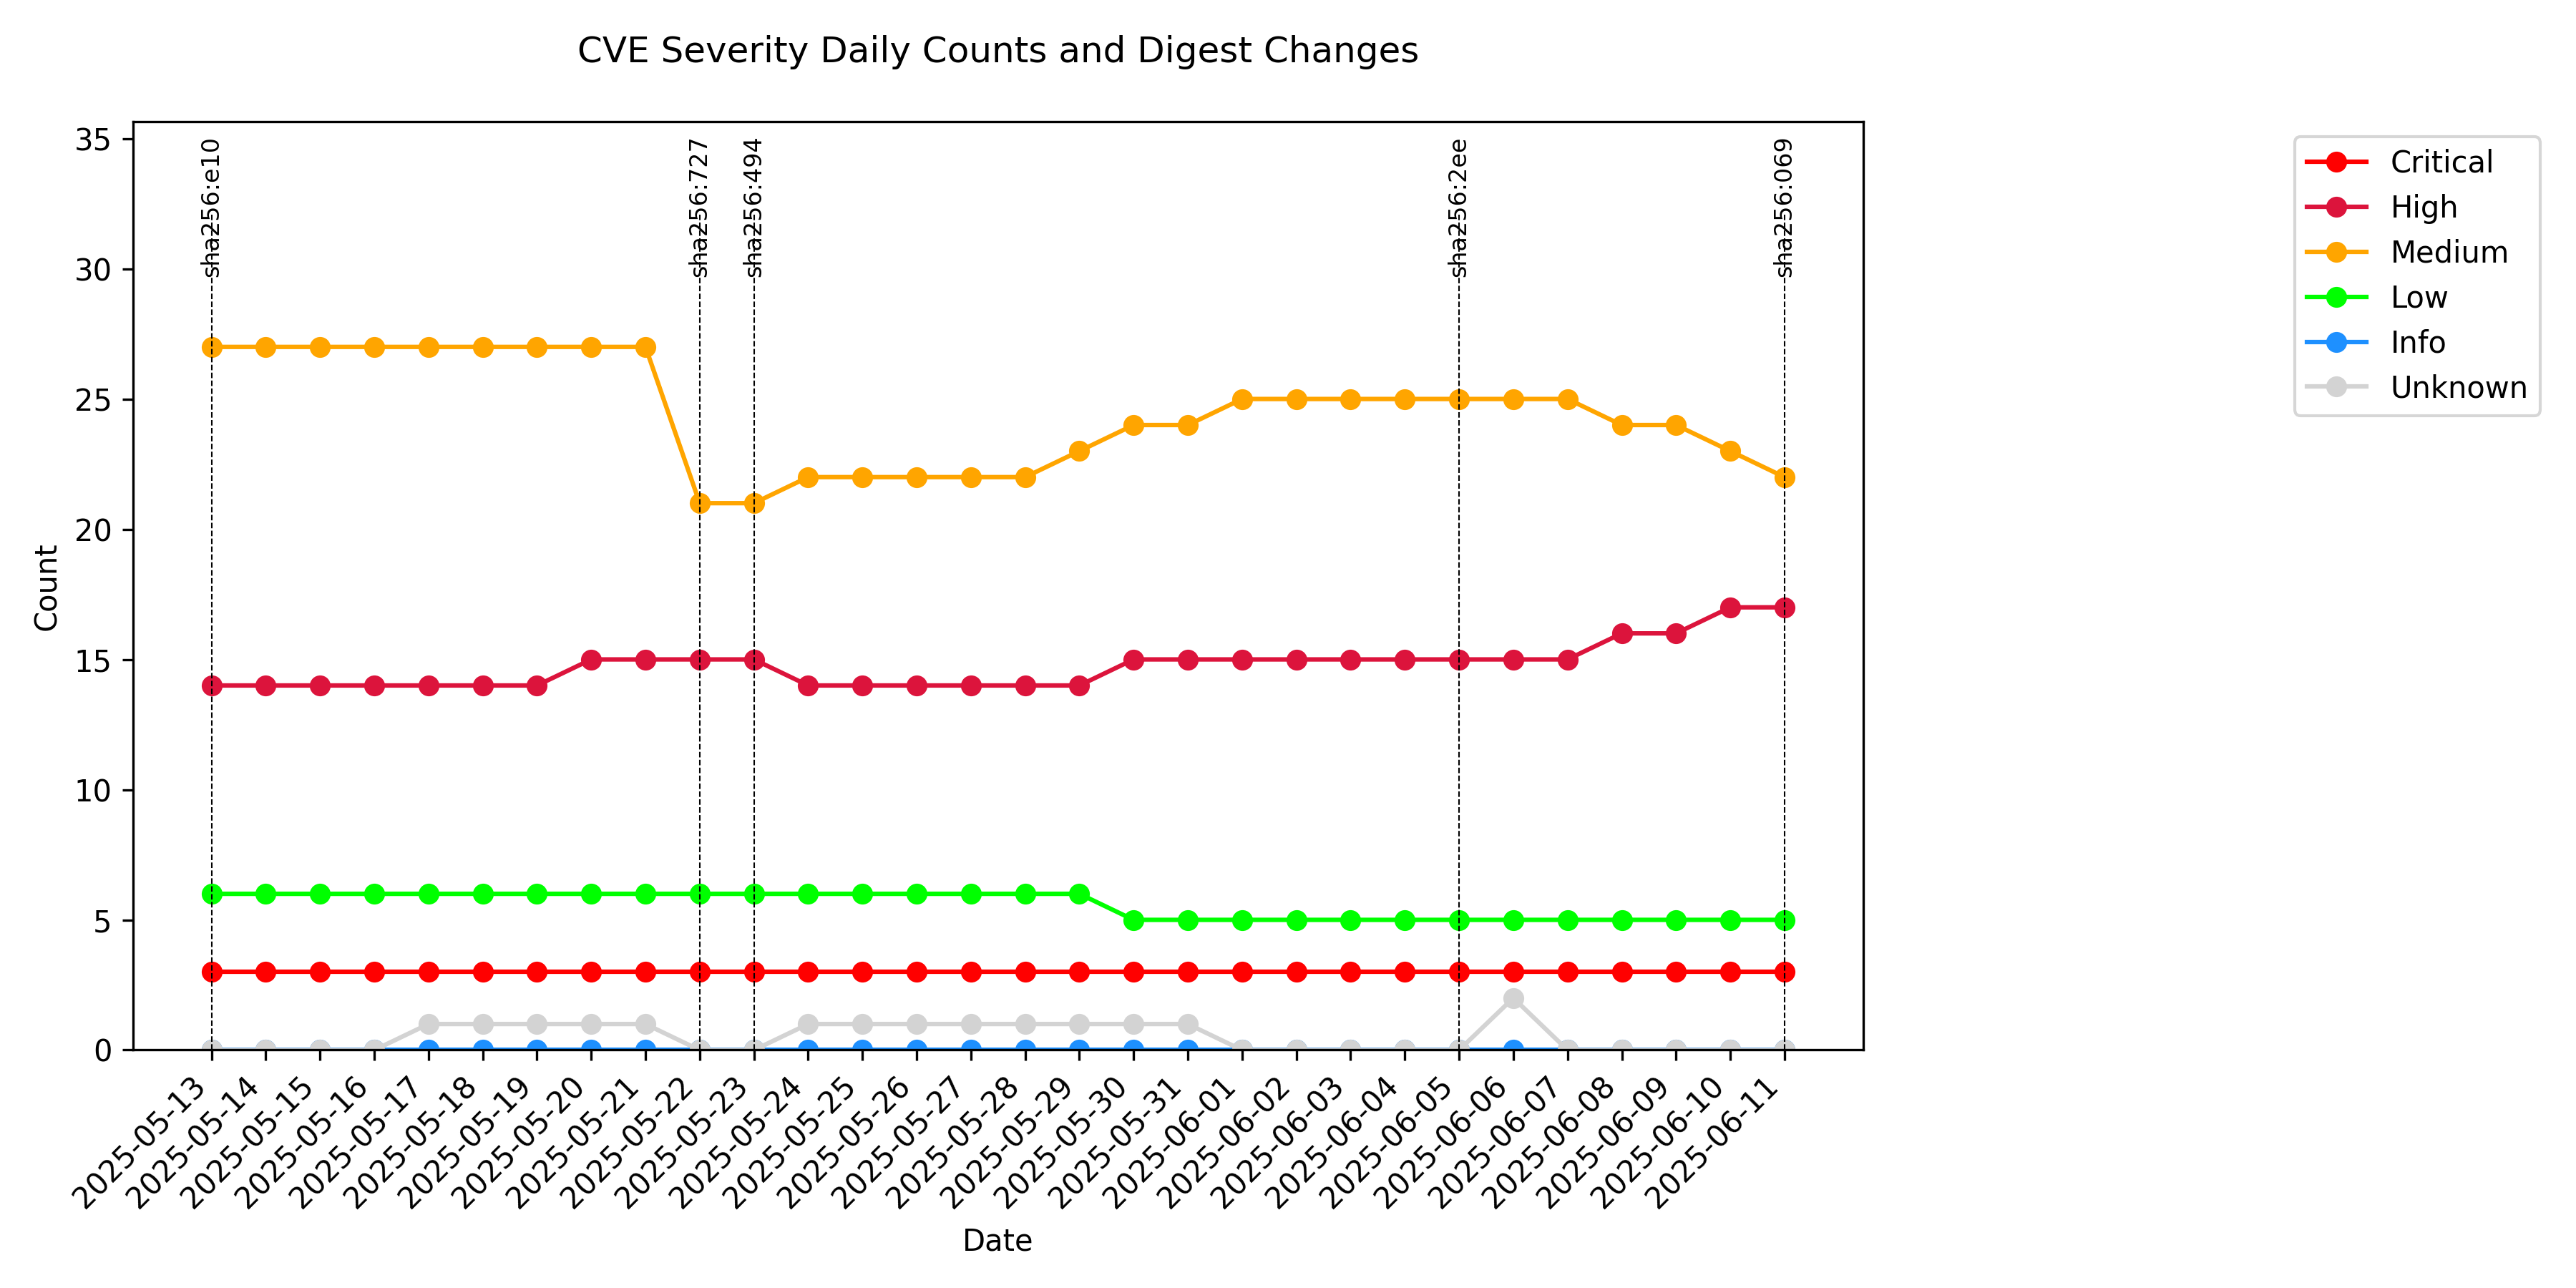 CVE Severity Daily Counts and Digest Changes
35
30
25
20
15
10
5
0
Count
sha256:e10
sha256:727
sha256:494
sha256:2ee
sha256:069
Critical
High
Medium
Low
Info
Unknown
2025-05-13
2025-05-14
2025-05-15
2025-05-16
2025-05-17
2025-05-18
2025-05-19
2025-05-20
2025-05-21
2025-05-22
2025-05-23
2025-05-24
2025-05-25
2025-05-26
2025-05-27
2025-05-28
2025-05-29
2025-05-30
2025-05-31
2025-06-01
2025-06-02
2025-06-03
2025-06-04
2025-06-05
2025-06-06
2025-06-07
2025-06-08
2025-06-09
2025-06-10
2025-06-11
Date